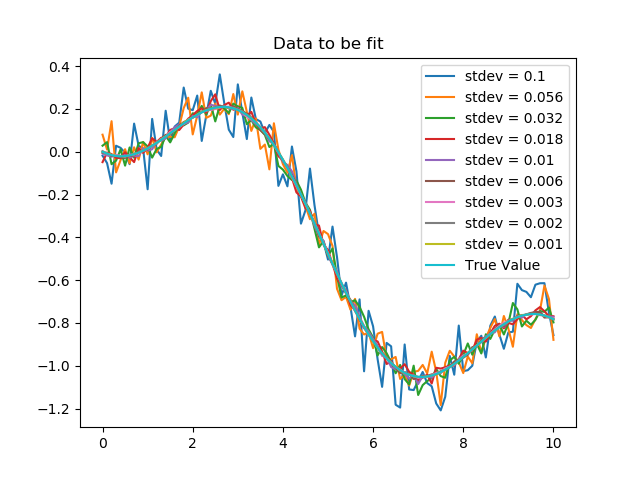 Data to be fit
0.4
0.2
0.0
−0.2
−0.4
−0.6
−0.8
−1.0
−1.2
0 2 4 6 8 10
stdev = 0.1
stdev = 0.056
stdev = 0.032
stdev = 0.018
stdev = 0.01
stdev = 0.006
stdev = 0.003
stdev = 0.002
stdev = 0.001
True Value